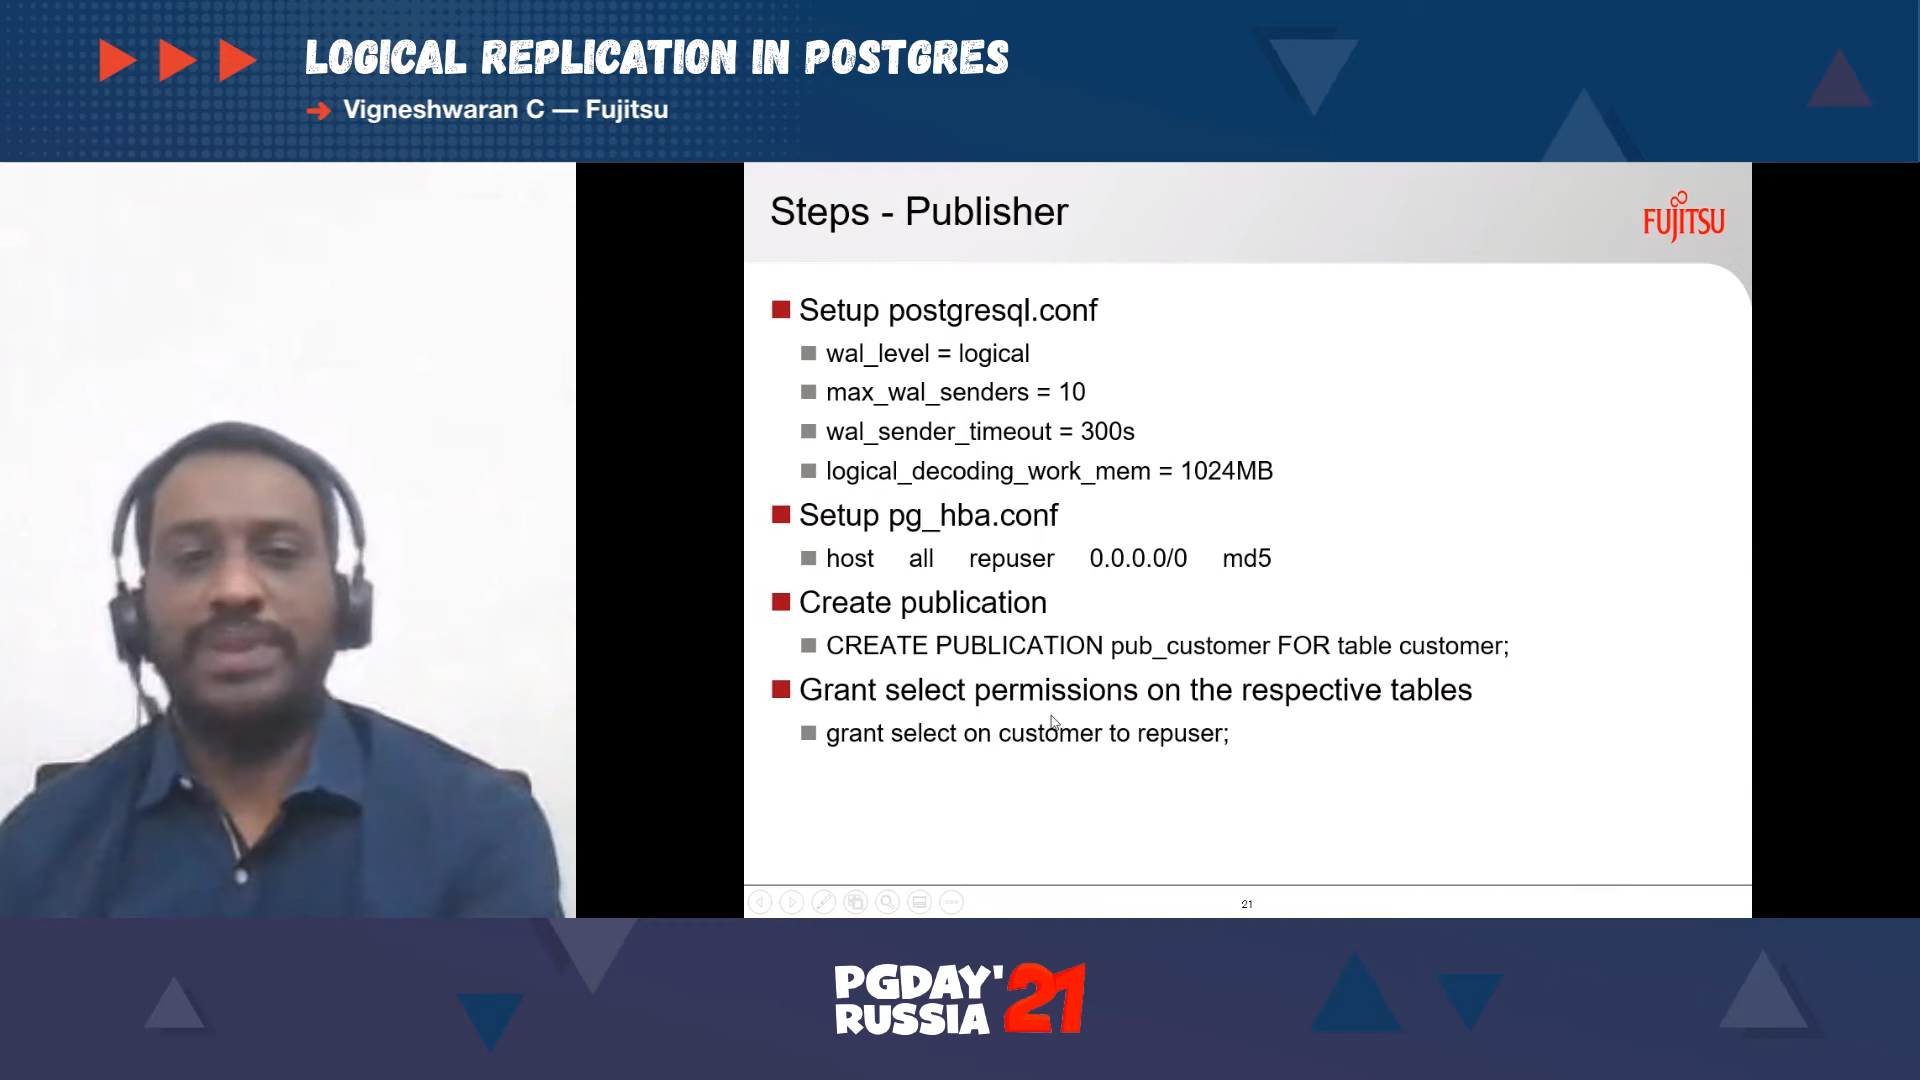 LOGICAL REPLICATION IN POSTGRES
Vigneshwaran C — Fujitsu
Steps - Publisher
FUJITSU
Setup postgresql.conf
wal_level = logical
max_wal_senders = 10
wal_sender_timeout = 300s
logical_decoding_work_mem = 1024MB
Setup pg_hba.conf
host all repuser 0.0.0.0/0 md5
Create publication
CREATE PUBLICATION pub_customer FOR table customer;
Grant select permissions on the respective tables
grant select on customer to repuser;
21
PGDAY'21
RUSSIA